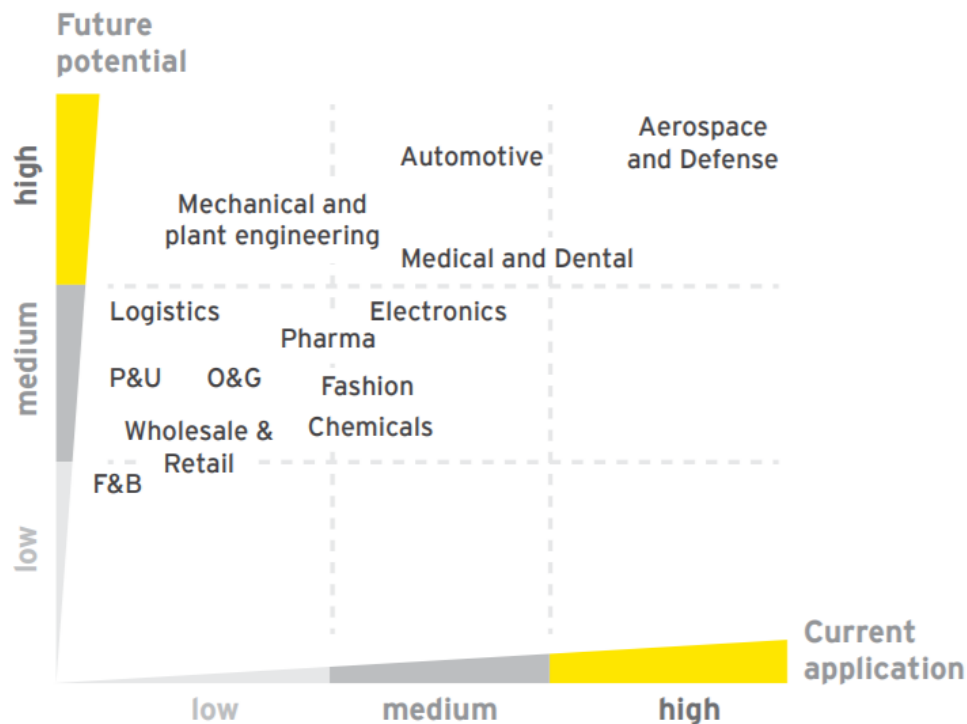 Future
potential
high
medium
low
Aerospace
and Defense
Automotive
Mechanical and
plant engineering
Medical and Dental
Logistics
Electronics
Pharma
P&U
O&G
Fashion
Chemicals
Wholesale &
Retail
F&B
Current
application
low
medium
high